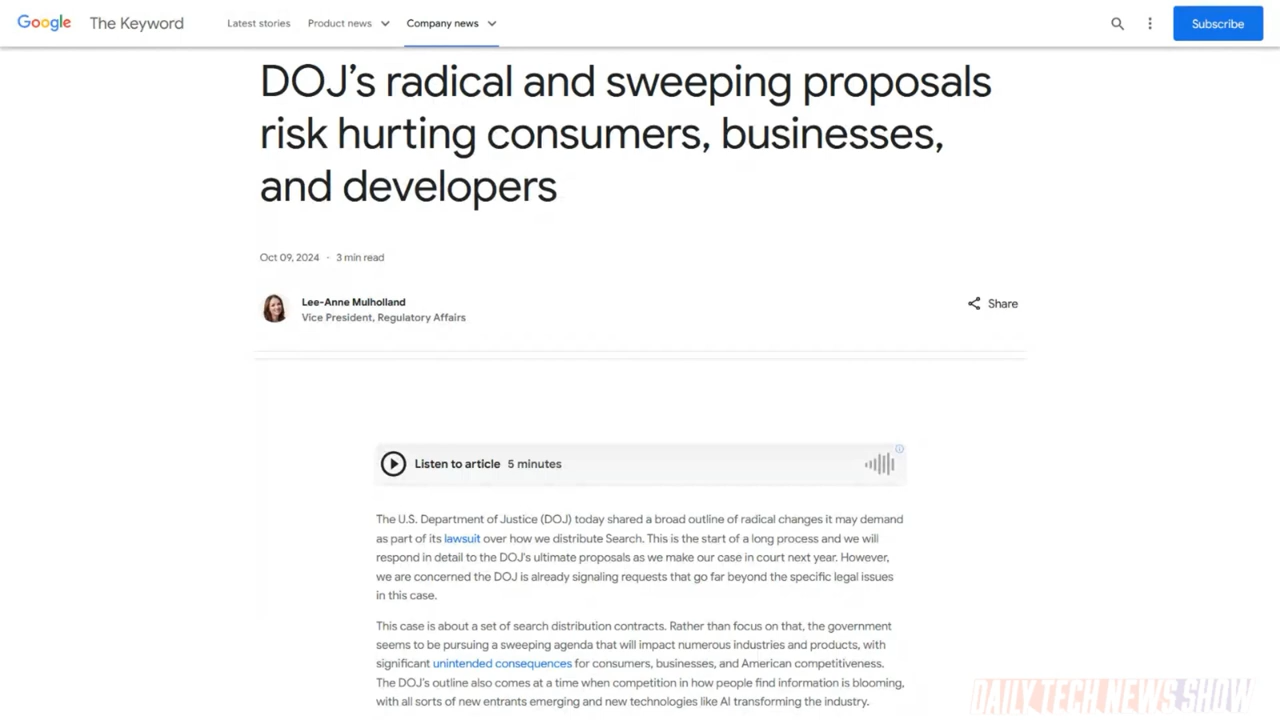 Google The Keyword Latest stories Product news Company news Subscribe
DOJ’s radical and sweeping proposals
risk hurting consumers, businesses,
and developers
Oct 09, 2024 · 3 min read
Lee-Anne Mulholland
Vice President, Regulatory Affairs
Share
Listen to article 5 minutes
The U.S. Department of Justice (DOJ) today shared a broad outline of radical changes it may demand
as part of its lawsuit over how we distribute Search. This is the start of a long process and we will
respond in detail to the DOJ's ultimate proposals as we make our case in court next year. However,
we are concerned the DOJ is already signaling requests that go far beyond the specific legal issues
in this case.
This case is about a set of search distribution contracts. Rather than focus on that, the government
seems to be pursuing a sweeping agenda that will impact numerous industries and products, with
significant unintended consequences for consumers, businesses, and American competitiveness.
The DOJ's outline also comes at a time when competition in how people find information is blooming,
with all sorts of new entrants emerging and new technologies like AI transforming the industry.
DAILY TECH NEWS SHOW